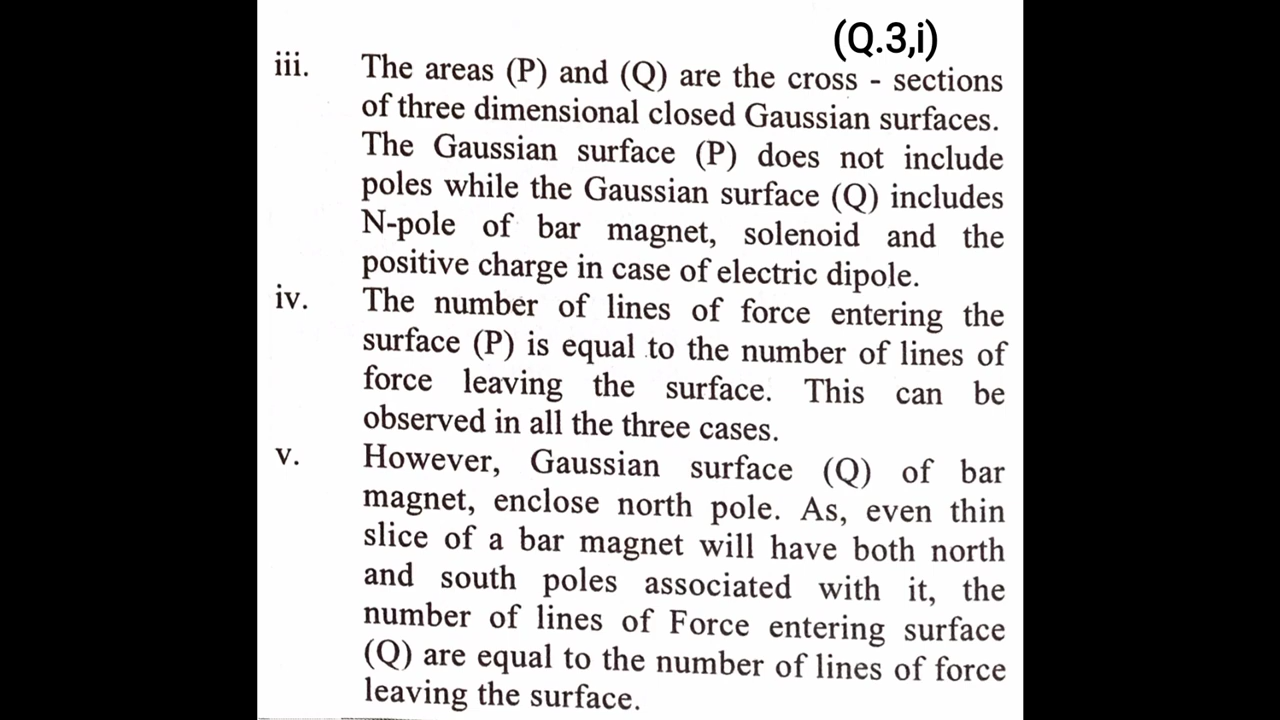 (Q.3,i)
iii. The areas (P) and (Q) are the cross - sections
of three dimensional closed Gaussian surfaces.
The Gaussian surface (P) does not include
poles while the Gaussian surface (Q) includes
N-pole of bar magnet, solenoid and the
positive charge in case of electric dipole.
iv. The number of lines of force entering the
surface (P) is equal to the number of lines of
force leaving the surface. This can be
observed in all the three cases.
v. However, Gaussian surface (Q) of bar
magnet, enclose north pole. As, even thin
slice of a bar magnet will have both north
and south poles associated with it, the
number of lines of Force entering surface
(Q) are equal to the number of lines of force
leaving the surface.